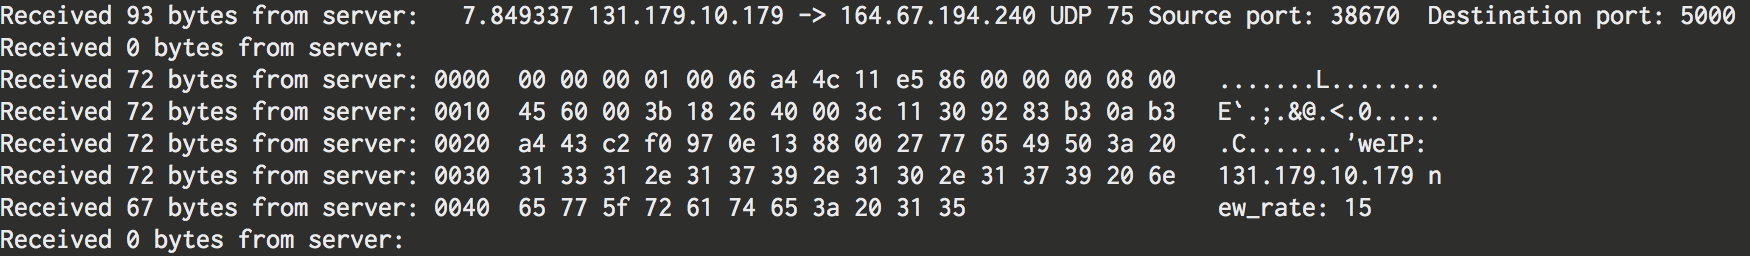 Received 93 bytes from server:   7.849337 131.179.10.179 -> 164.67.194.240 UDP 75 Source port: 38670  Destination port: 5000
Received 0 bytes from server:
Received 72 bytes from server: 0000  00 00 00 01 00 06 a4 4c 11 e5 86 00 00 00 08 00   .......L........
Received 72 bytes from server: 0010  45 60 00 3b 18 26 40 00 3c 11 30 92 83 b3 0a b3   E`.;.&@.<.0.....
Received 72 bytes from server: 0020  a4 43 c2 f0 97 0e 13 88 00 27 77 65 49 50 3a 20   .C.......'weIP:
Received 72 bytes from server: 0030  31 33 31 2e 31 37 39 2e 31 30 2e 31 37 39 20 6e   131.179.10.179 n
Received 67 bytes from server: 0040  65 77 5f 72 61 74 65 3a 20 31 35                  ew_rate: 15
Received 0 bytes from server: